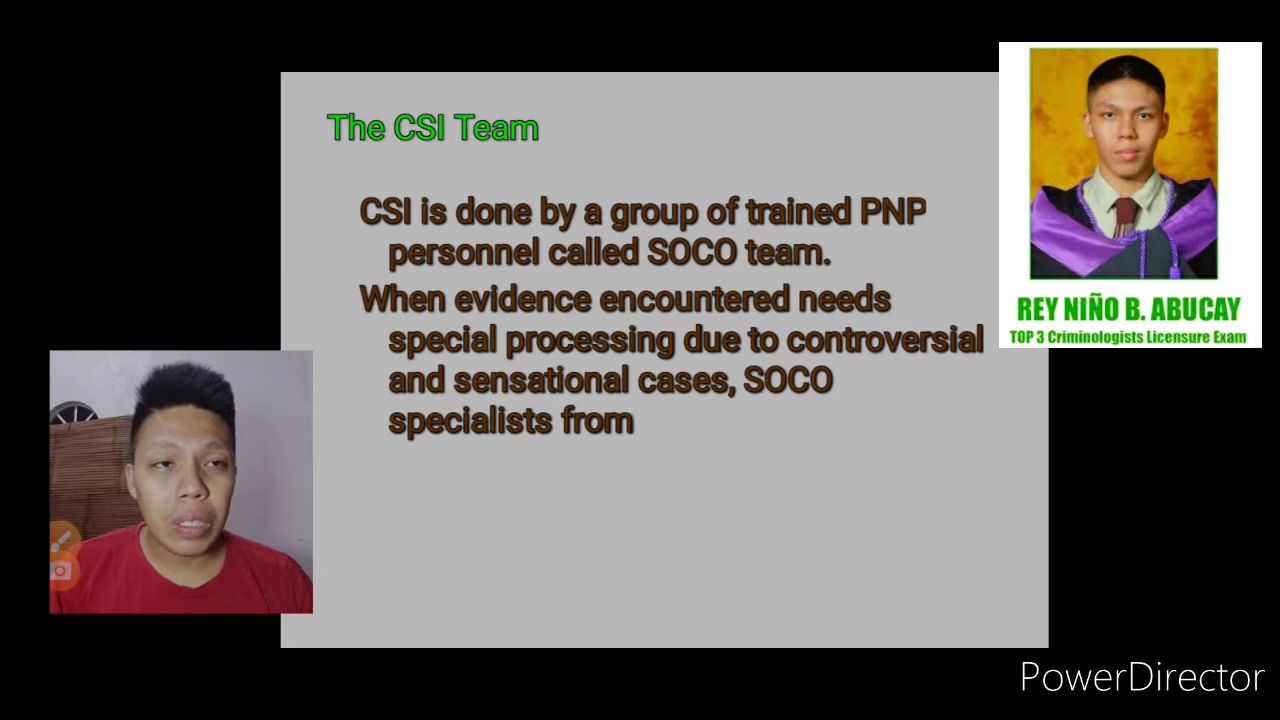 The CSI Team
CSI is done by a group of trained PNP
personnel called SOCO team.
When evidence encountered needs
special processing due to controversial
and sensational cases, SOCO
specialists from
REY NIÑO B. ABUCAY
TOP 3 Criminologists Licensure Exam
PowerDirector